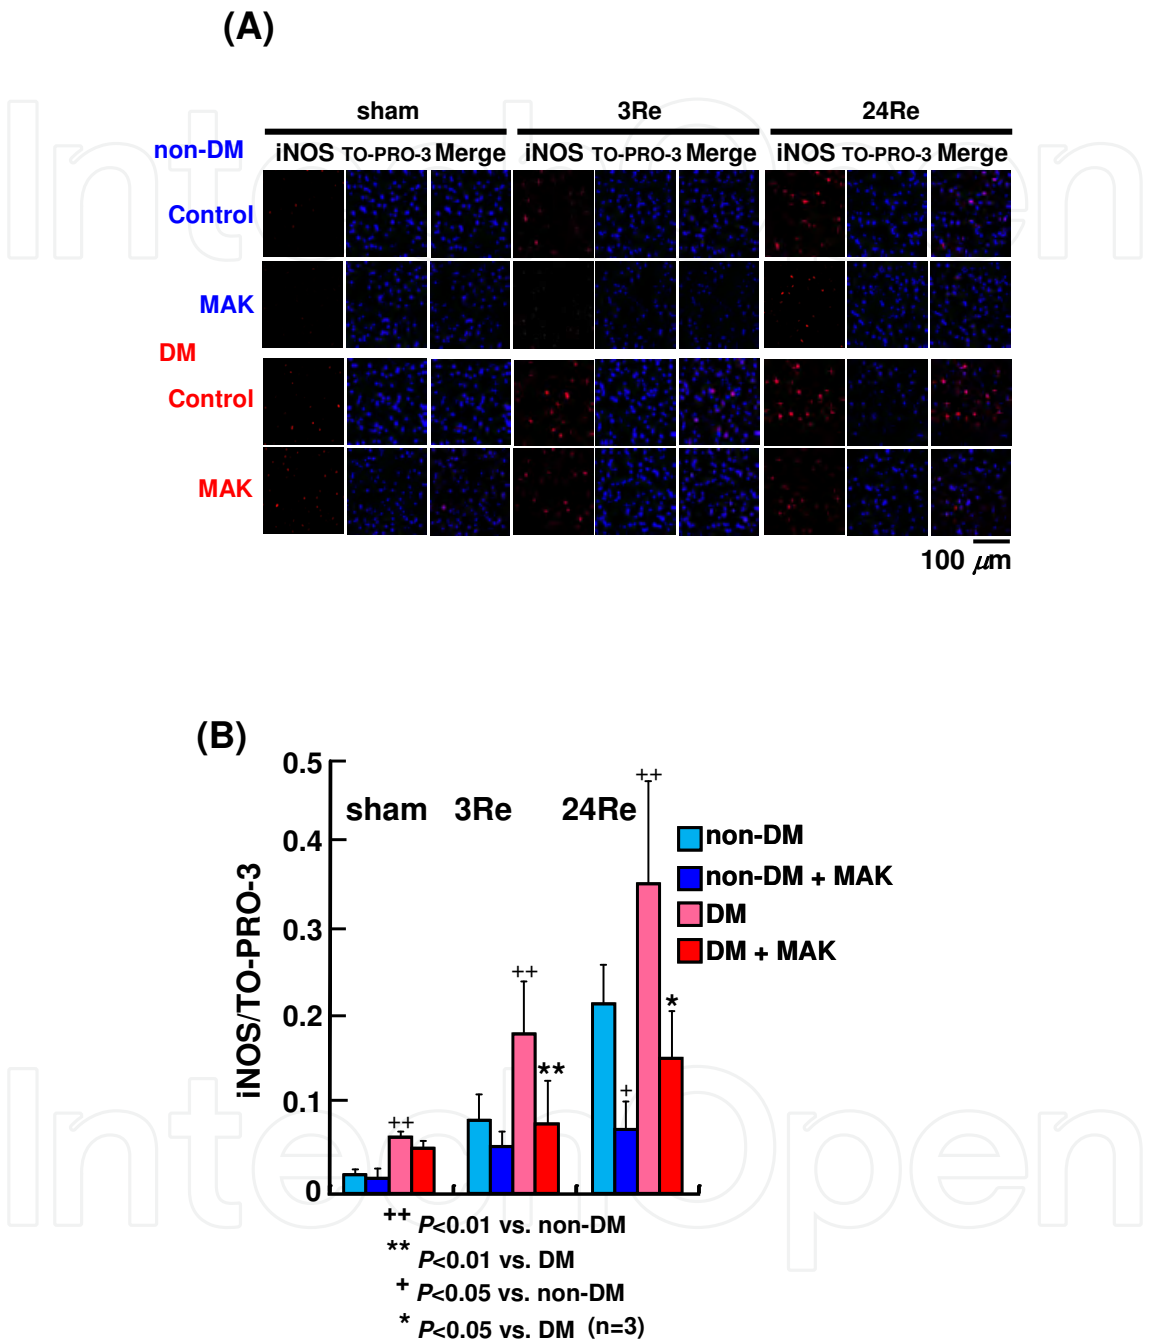 (A)
sham 3Re 24Re
non-DM iNOS TO-PRO-3 Merge iNOS TO-PRO-3 Merge iNOS TO-PRO-3 Merge
Control
MAK
DM
Control
MAK
100 μm
(B)
0.5
sham 3Re 24Re
0.4
0.3
0.2
0.1
0
iNOS/TO-PRO-3
++
++
**
+
++
*
non-DM
non-DM + MAK
DM
DM + MAK
++ P<0.01 vs. non-DM
** P<0.01 vs. DM
+ P<0.05 vs. non-DM
* P<0.05 vs. DM (n=3)
IntechOpen
IntechOpen